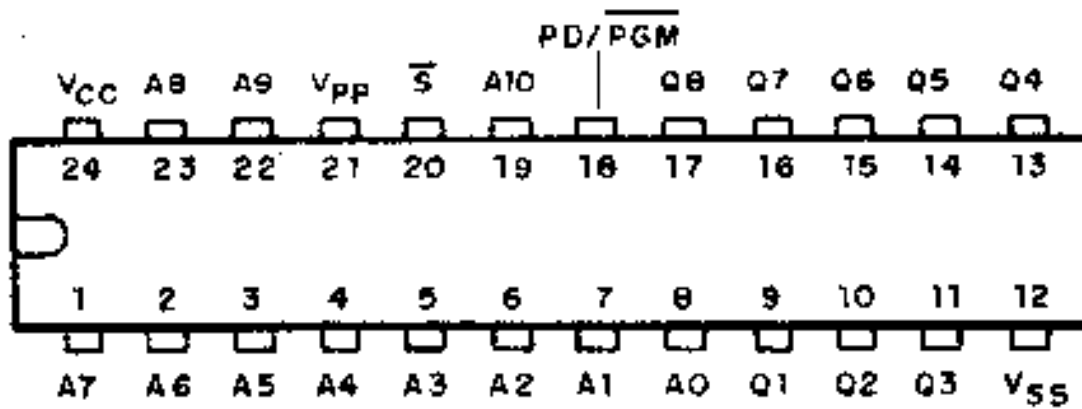 PD/P̅G̅M̅
VCC A8 A9 VPP S̅ A10 Q8 Q7 Q6 Q5 Q4
24 23 22 21 20 19 18 17 16 15 14 13
1 2 3 4 5 6 7 8 9 10 11 12
A7 A6 A5 A4 A3 A2 A1 A0 Q1 Q2 Q3 VSS